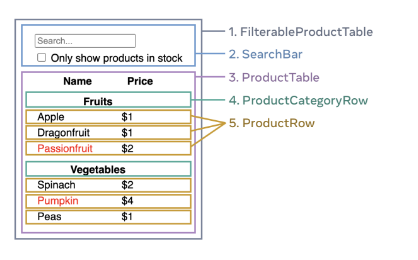 1. FilterableProductTable
Search...
2. SearchBar
Only show products in stock
3. ProductTable
Name Price
Fruits
4. ProductCategoryRow
Apple $1
5. ProductRow
Dragonfruit $1
Passionfruit $2
Vegetables
Spinach $2
Pumpkin $4
Peas $1